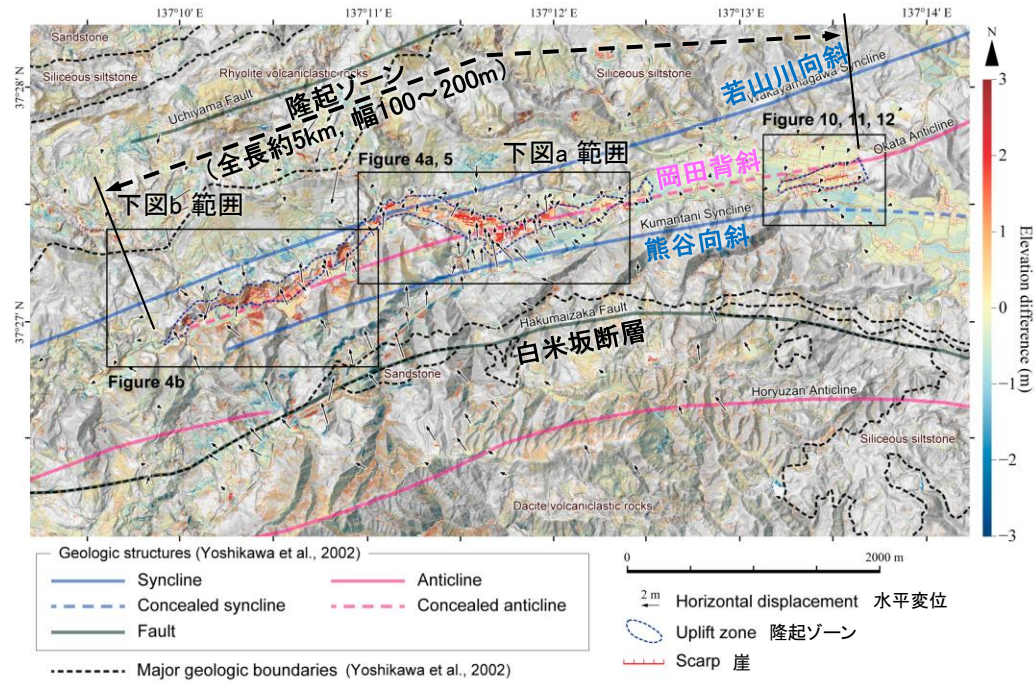 137°10′ E
137°11′ E
137°12′ E
137°13′ E
137°14′ E
37°28′ N
37°27′ N
Sandstone
Siliceous siltstone
Rhyolite volcaniclastic rocks
Siliceous siltstone
Uchiyama Fault
隆起ゾーン
(全長約5km, 幅100~200m)
若山川向斜
Wakayamagawa Syncline
Figure 10, 11, 12
Figure 4a, 5
下図a 範囲
岡田背斜
Okata Anticline
下図b 範囲
Kumantani Syncline
熊谷向斜
Hakumaizaka Fault
白米坂断層
Figure 4b
Sandstone
Horyuzan Anticline
Siliceous siltstone
Dacite volcaniclastic rocks
N
3
2
1
0
−1
−2
−3
Elevation difference (m)
Geologic structures (Yoshikawa et al., 2002)
Syncline
Anticline
Concealed syncline
Concealed anticline
Fault
Major geologic boundaries (Yoshikawa et al., 2002)
0 2000 m
2 m
Horizontal displacement 水平変位
Uplift zone 隆起ゾーン
Scarp 崖